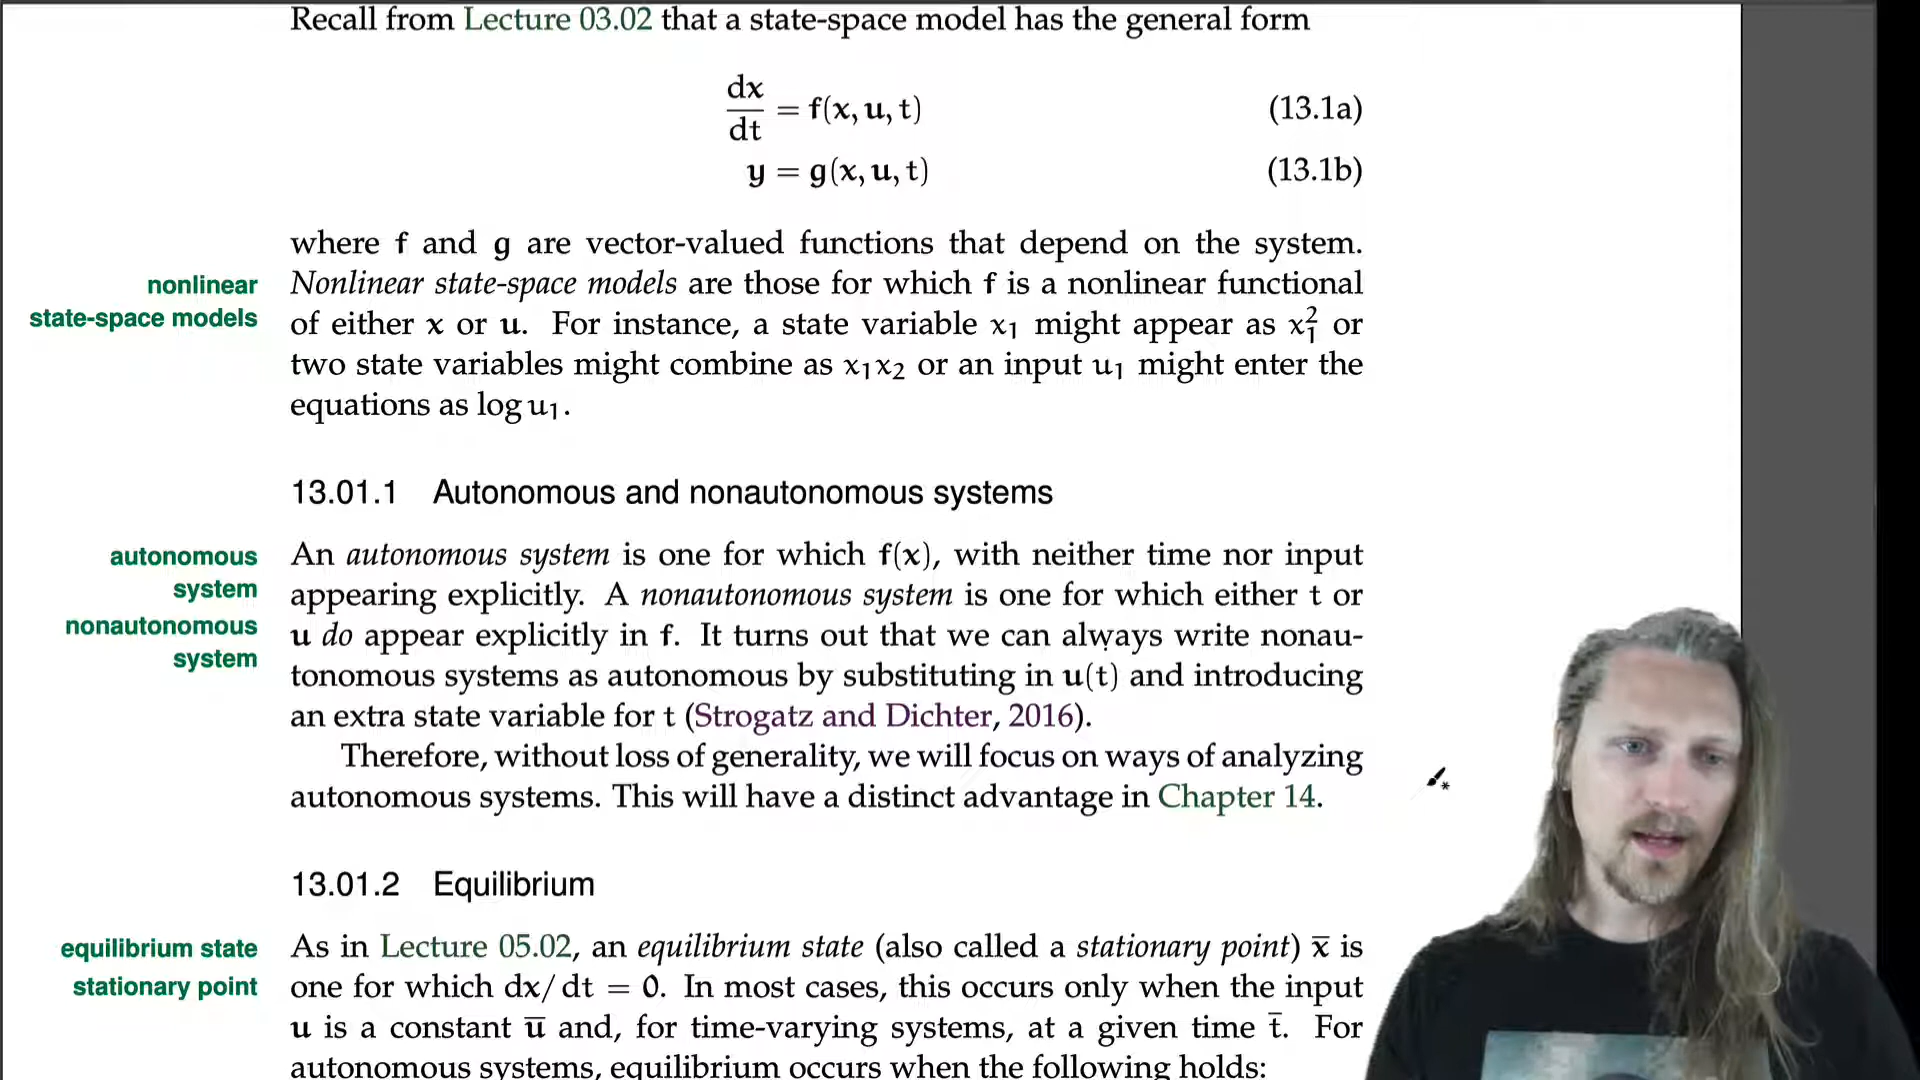 Recall from Lecture 03.02 that a state-space model has the general form
dx/dt = f(x, u, t) (13.1a)
y = g(x, u, t) (13.1b)
where f and g are vector-valued functions that depend on the system.
nonlinear
state-space models
Nonlinear state-space models are those for which f is a nonlinear functional
of either x or u. For instance, a state variable x₁ might appear as x₁² or
two state variables might combine as x₁x₂ or an input u₁ might enter the
equations as log u₁.
13.01.1 Autonomous and nonautonomous systems
autonomous
system
nonautonomous
system
An autonomous system is one for which f(x), with neither time nor input
appearing explicitly. A nonautonomous system is one for which either t or
u do appear explicitly in f. It turns out that we can always write nonau-
tonomous systems as autonomous by substituting in u(t) and introducing
an extra state variable for t (Strogatz and Dichter, 2016).
Therefore, without loss of generality, we will focus on ways of analyzing
autonomous systems. This will have a distinct advantage in Chapter 14.
13.01.2 Equilibrium
equilibrium state
stationary point
As in Lecture 05.02, an equilibrium state (also called a stationary point) x̄ is
one for which dx/ dt = 0. In most cases, this occurs only when the input
u is a constant ū and, for time-varying systems, at a given time t̄. For
autonomous systems, equilibrium occurs when the following holds: